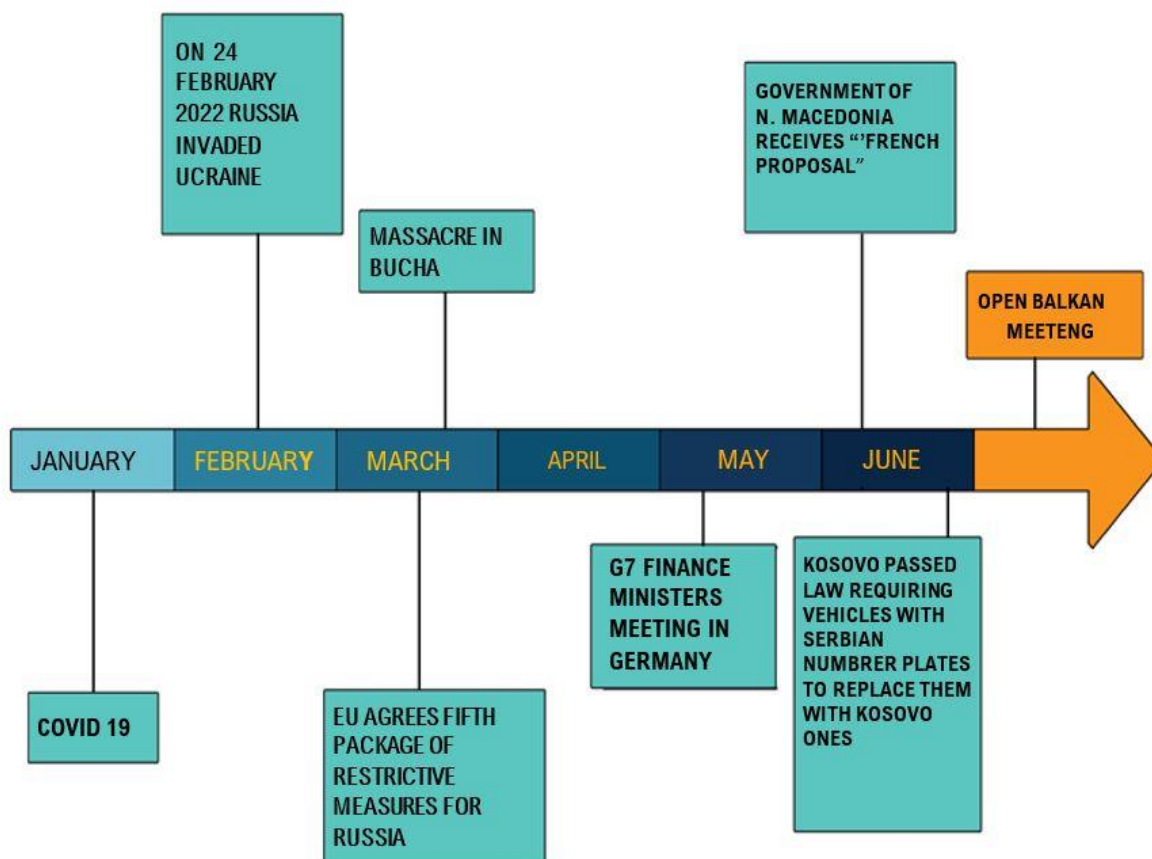 ON 24
FEBRUARY
2022 RUSSIA
INVADED
UCRAINE
GOVERNMENT OF
N. MACEDONIA
RECEIVES “’FRENCH
PROPOSAL”
MASSACRE IN
BUCHA
OPEN BALKAN
MEETENG
JANUARY
FEBRUARY
MARCH
APRIL
MAY
JUNE
COVID 19
EU AGREES FIFTH
PACKAGE OF
RESTRICTIVE
MEASURES FOR
RUSSIA
G7 FINANCE
MINISTERS
MEETING IN
GERMANY
KOSOVO PASSED
LAW REQUIRING
VEHICLES WITH
SERBIAN
NUMBRER PLATES
TO REPLACE THEM
WITH KOSOVO
ONES